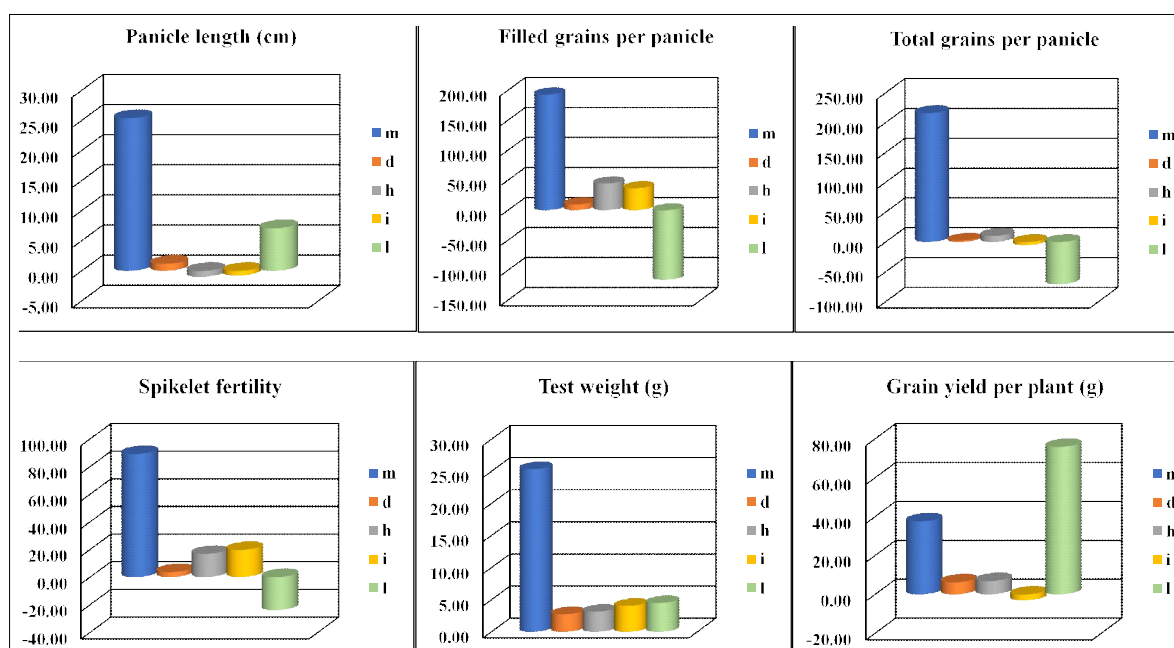 Panicle length (cm)
30.00
25.00
20.00
15.00
10.00
5.00
0.00
-5.00
m
d
h
i
l
Filled grains per panicle
200.00
150.00
100.00
50.00
0.00
-50.00
-100.00
-150.00
m
d
h
i
l
Total grains per panicle
250.00
200.00
150.00
100.00
50.00
0.00
-50.00
-100.00
m
d
h
i
l
Spikelet fertility
100.00
80.00
60.00
40.00
20.00
0.00
-20.00
-40.00
m
d
h
i
l
Test weight (g)
30.00
25.00
20.00
15.00
10.00
5.00
0.00
m
d
h
i
l
Grain yield per plant (g)
80.00
60.00
40.00
20.00
0.00
-20.00
m
d
h
i
l